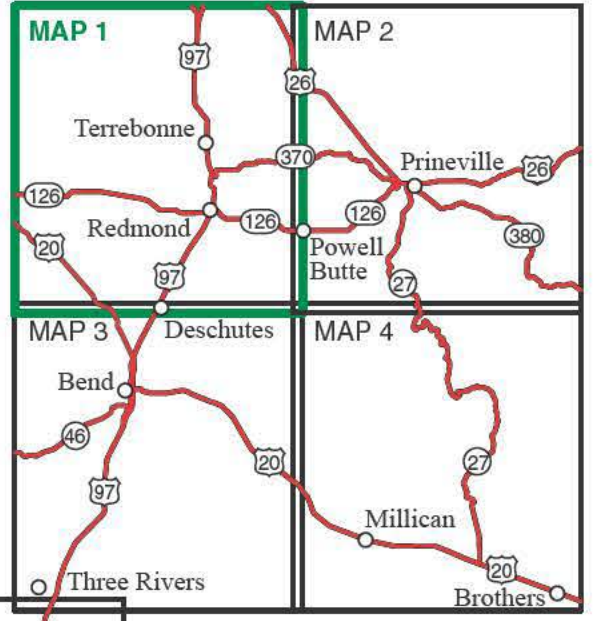 MAP 1
MAP 2
97
26
Terrebonne
370
Prineville
26
126
Redmond
126
126
20
380
Powell
Butte
97
27
Deschutes
MAP 3
MAP 4
Bend
46
20
27
97
Millican
20
Three Rivers
Brothers